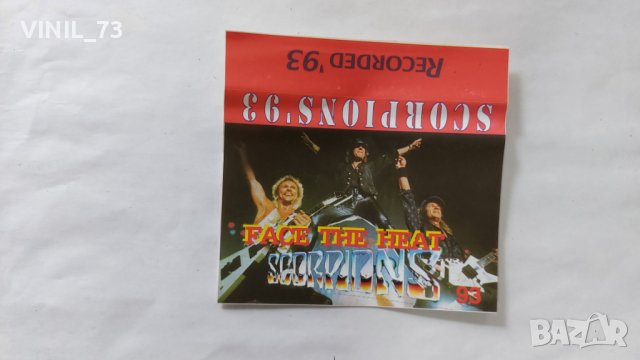 VINIL_73
RECORDED '93
SCORPIONS'93
FACE THE HEAT
SCORPIONS
93
BAZAR